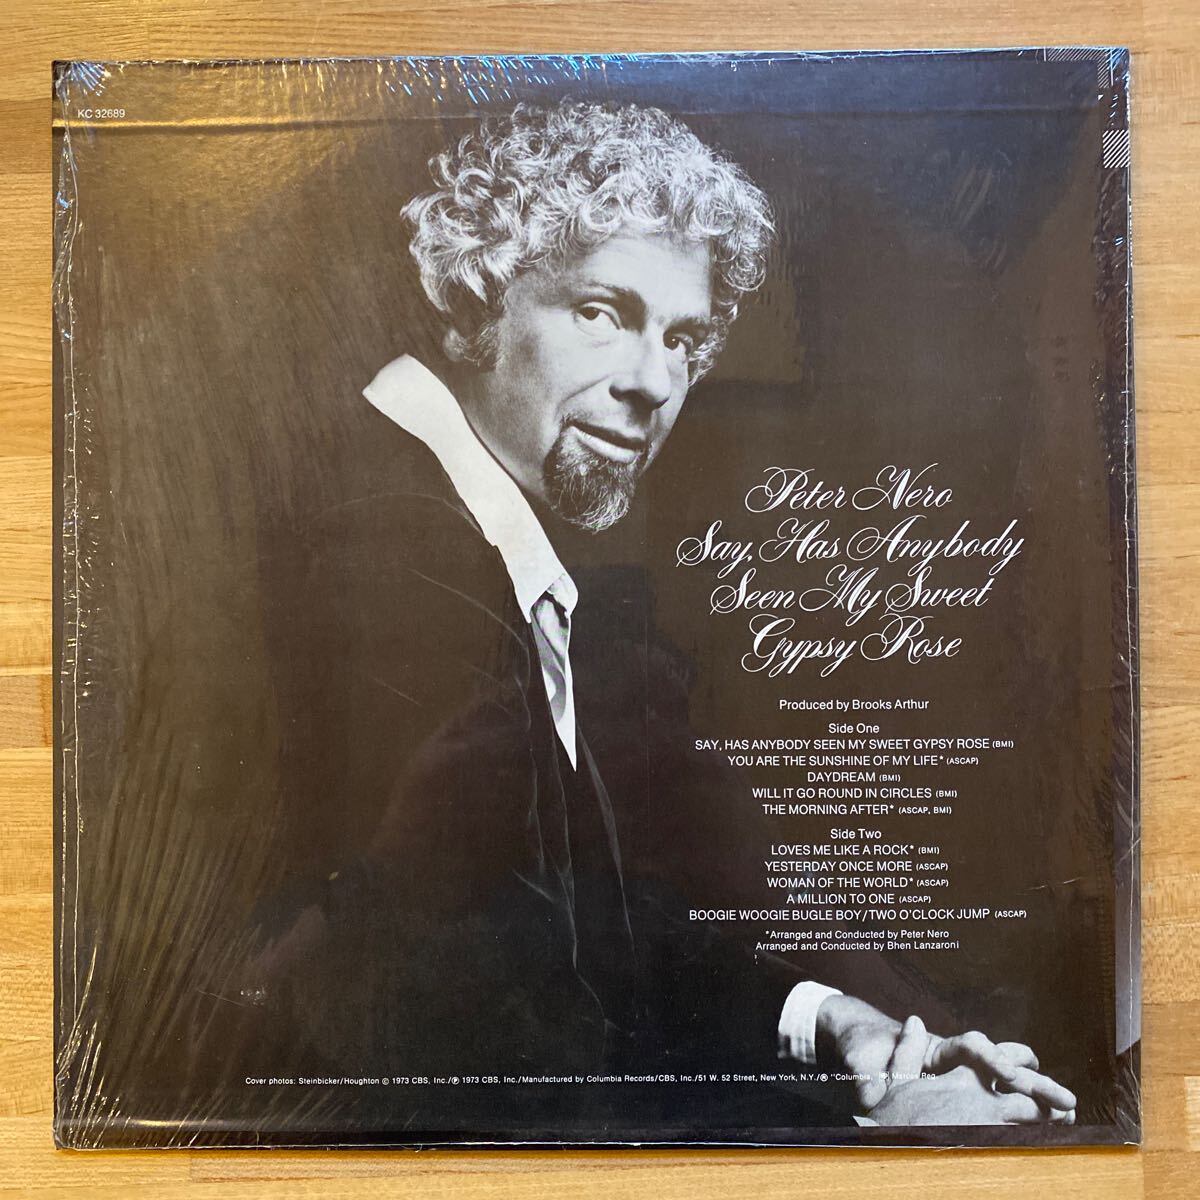 KC 32689
Peter Nero
Say, Has Anybody
Seen My Sweet
Gypsy Rose
Produced by Brooks Arthur
Side One
SAY, HAS ANYBODY SEEN MY SWEET GYPSY ROSE (BMI)
YOU ARE THE SUNSHINE OF MY LIFE* (ASCAP)
DAYDREAM (BMI)
WILL IT GO ROUND IN CIRCLES (BMI)
THE MORNING AFTER* (ASCAP, BMI)
Side Two
LOVES ME LIKE A ROCK* (BMI)
YESTERDAY ONCE MORE (ASCAP)
WOMAN OF THE WORLD* (ASCAP)
A MILLION TO ONE (ASCAP)
BOOGIE WOOGIE BUGLE BOY/TWO O'CLOCK JUMP (ASCAP)
*Arranged and Conducted by Peter Nero
Arranged and Conducted by Bhen Lanzaroni
Cover photos: Steinbicker/Houghton © 1973 CBS, Inc./℗ 1973 CBS, Inc./Manufactured by Columbia Records/CBS, Inc./51 W. 52 Street, New York, N.Y./® "Columbia," Marcas Reg.